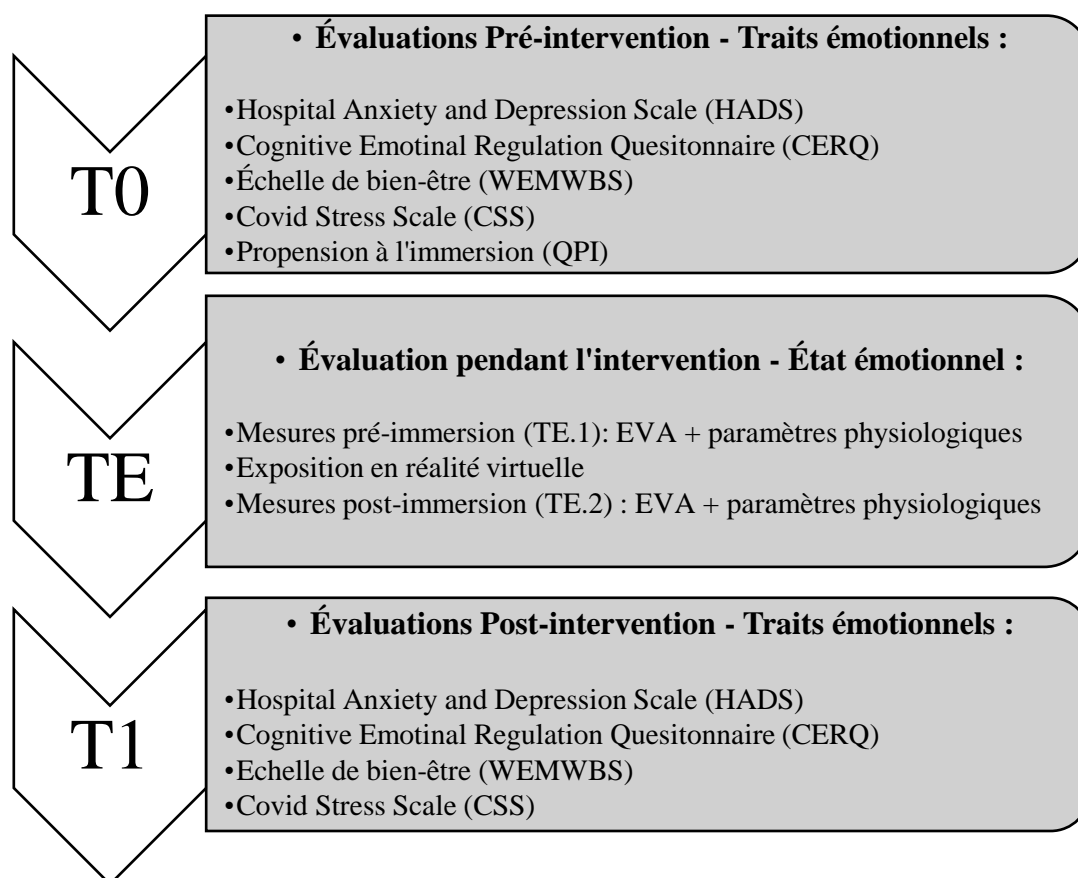 T0
• Évaluations Pré-intervention - Traits émotionnels :
•Hospital Anxiety and Depression Scale (HADS)
•Cognitive Emotinal Regulation Quesitonnaire (CERQ)
•Échelle de bien-être (WEMWBS)
•Covid Stress Scale (CSS)
•Propension à l'immersion (QPI)
TE
• Évaluation pendant l'intervention - État émotionnel :
•Mesures pré-immersion (TE.1): EVA + paramètres physiologiques
•Exposition en réalité virtuelle
•Mesures post-immersion (TE.2) : EVA + paramètres physiologiques
T1
• Évaluations Post-intervention - Traits émotionnels :
•Hospital Anxiety and Depression Scale (HADS)
•Cognitive Emotinal Regulation Quesitonnaire (CERQ)
•Echelle de bien-être (WEMWBS)
•Covid Stress Scale (CSS)